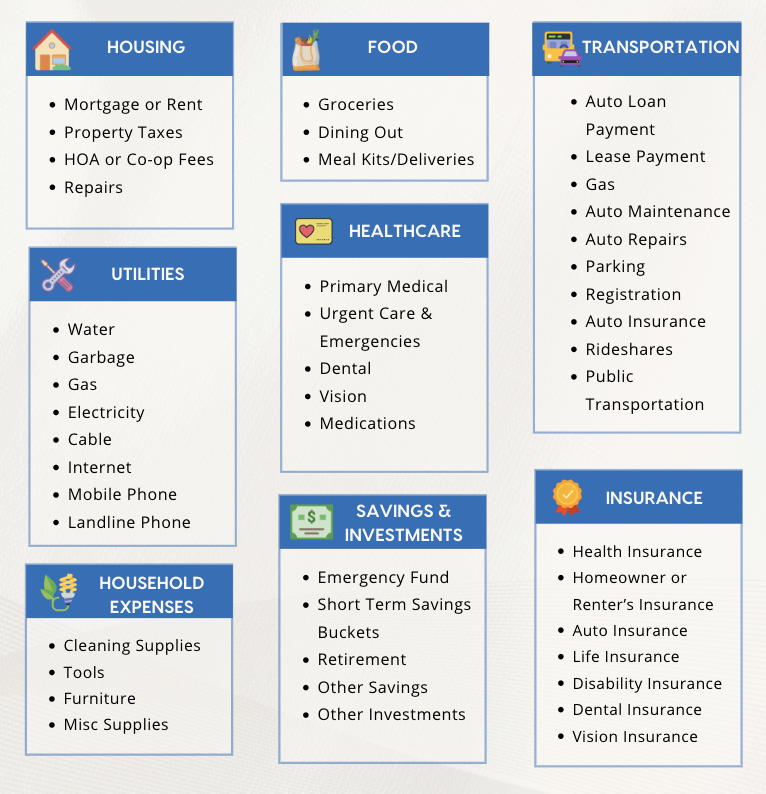 HOUSING
• Mortgage or Rent
• Property Taxes
• HOA or Co-op Fees
• Repairs
UTILITIES
• Water
• Garbage
• Gas
• Electricity
• Cable
• Internet
• Mobile Phone
• Landline Phone
HOUSEHOLD
EXPENSES
• Cleaning Supplies
• Tools
• Furniture
• Misc Supplies
FOOD
• Groceries
• Dining Out
• Meal Kits/Deliveries
HEALTHCARE
• Primary Medical
• Urgent Care &
Emergencies
• Dental
• Vision
• Medications
SAVINGS &
INVESTMENTS
• Emergency Fund
• Short Term Savings
Buckets
• Retirement
• Other Savings
• Other Investments
TRANSPORTATION
• Auto Loan
Payment
• Lease Payment
• Gas
• Auto Maintenance
• Auto Repairs
• Parking
• Registration
• Auto Insurance
• Rideshares
• Public
Transportation
INSURANCE
• Health Insurance
• Homeowner or
Renter’s Insurance
• Auto Insurance
• Life Insurance
• Disability Insurance
• Dental Insurance
• Vision Insurance